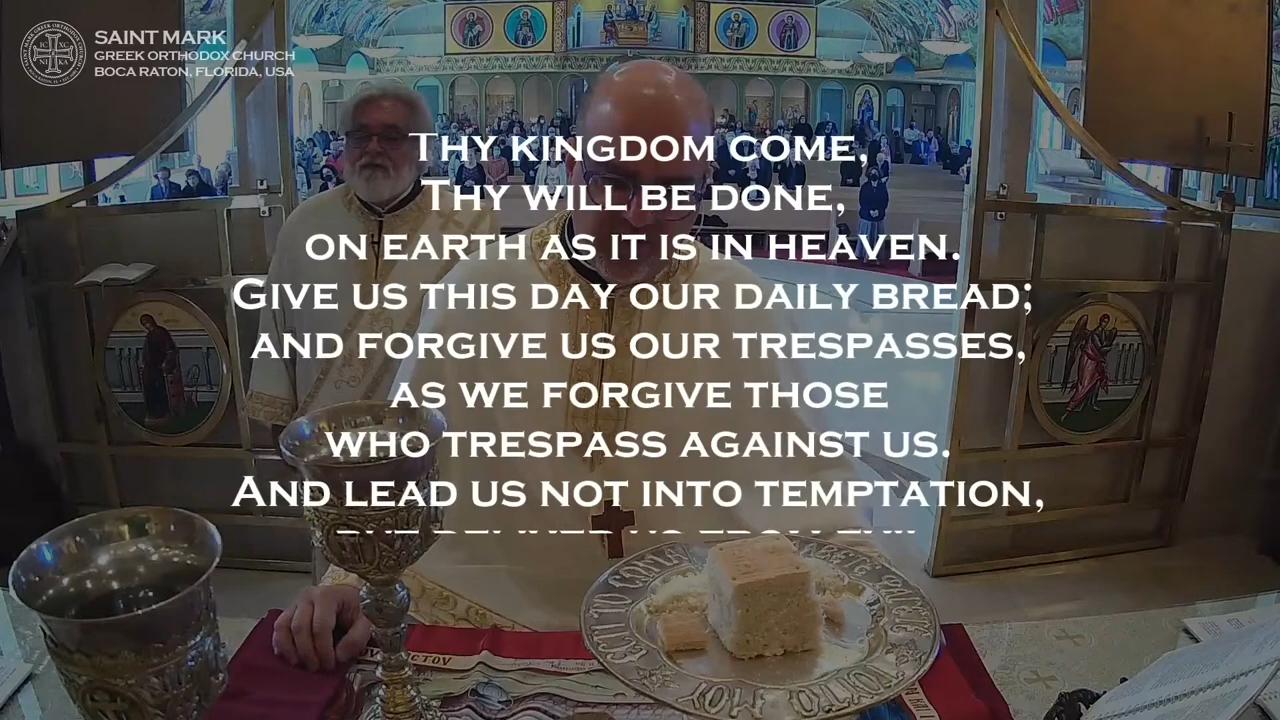 SAINT MARK
GREEK ORTHODOX CHURCH
BOCA RATON, FLORIDA, USA
THY KINGDOM COME,
THY WILL BE DONE,
ON EARTH AS IT IS IN HEAVEN.
GIVE US THIS DAY OUR DAILY BREAD;
AND FORGIVE US OUR TRESPASSES,
AS WE FORGIVE THOSE
WHO TRESPASS AGAINST US.
AND LEAD US NOT INTO TEMPTATION,